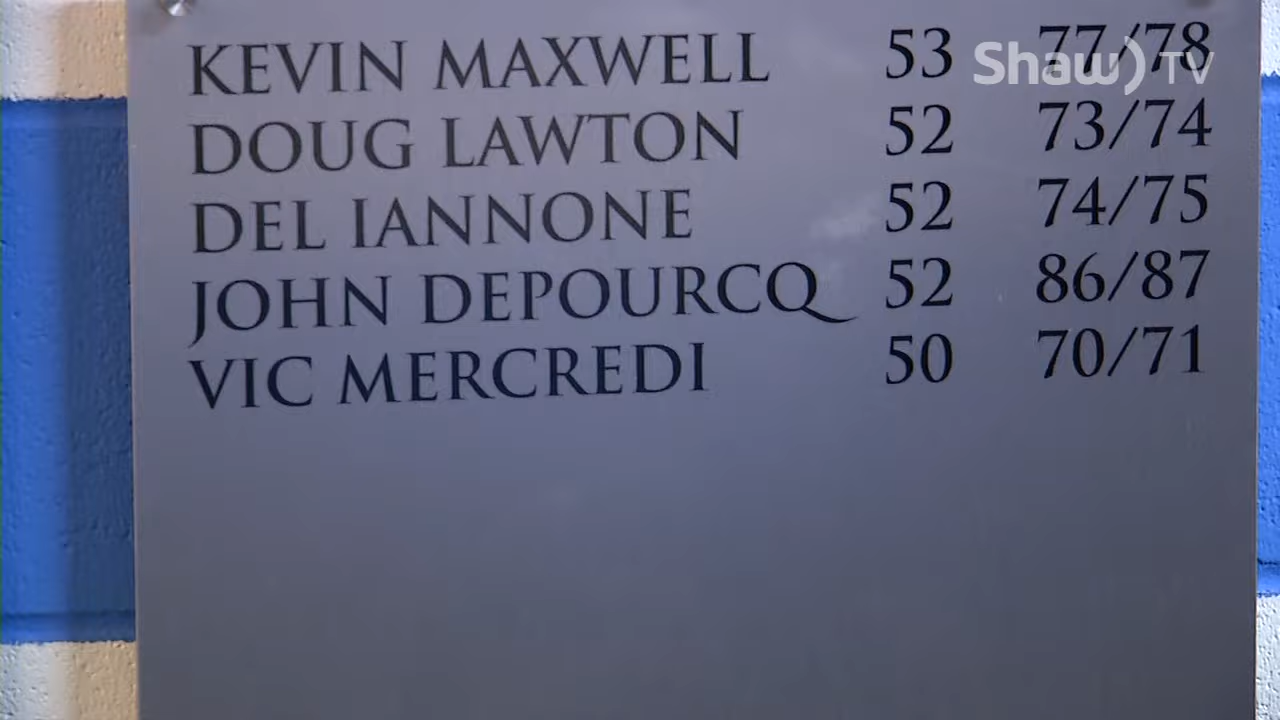 KEVIN MAXWELL 53 77/78
Shaw) TV
DOUG LAWTON 52 73/74
DEL IANNONE 52 74/75
JOHN DEPOURCQ 52 86/87
VIC MERCREDI 50 70/71